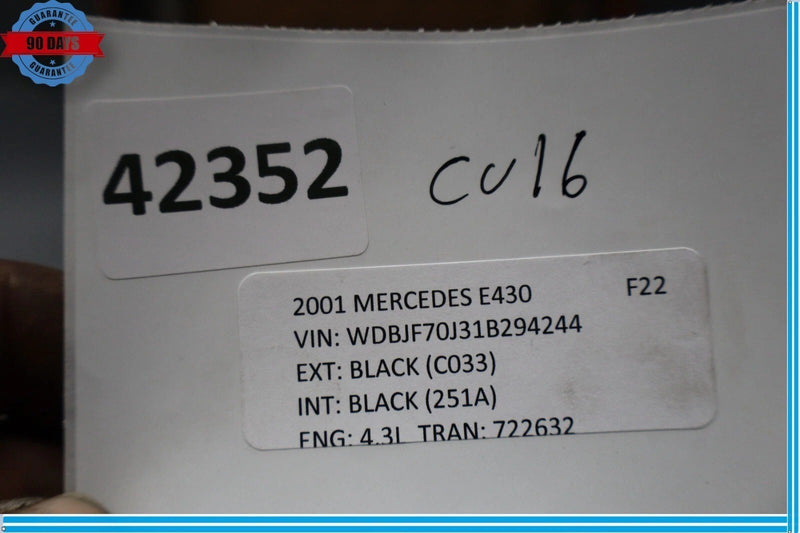 GUARANTEE
90 DAYS
GUARANTEE
42352
CU16
2001 MERCEDES E430 F22
VIN: WDBJF70J31B294244
EXT: BLACK (C033)
INT: BLACK (251A)
ENG: 4.3L TRAN: 722632